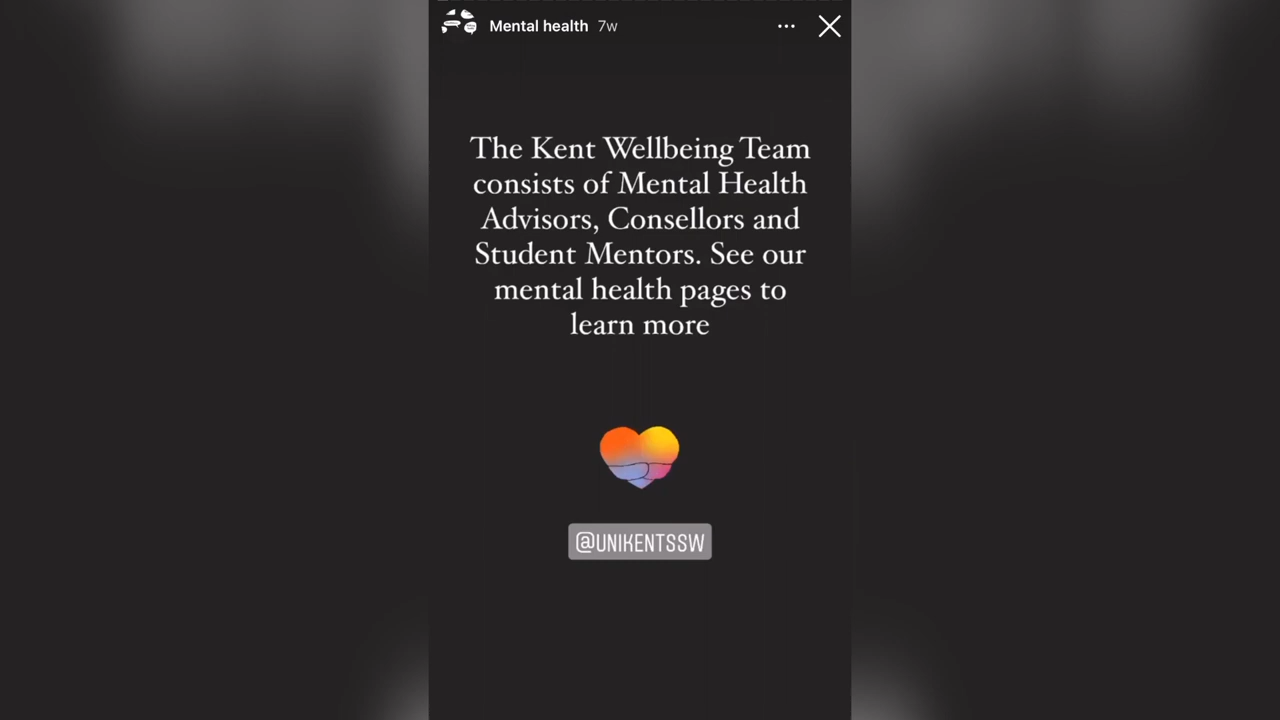 Mental health 7w
The Kent Wellbeing Team
consists of Mental Health
Advisors, Consellors and
Student Mentors. See our
mental health pages to
learn more
@UNIKENTSSW